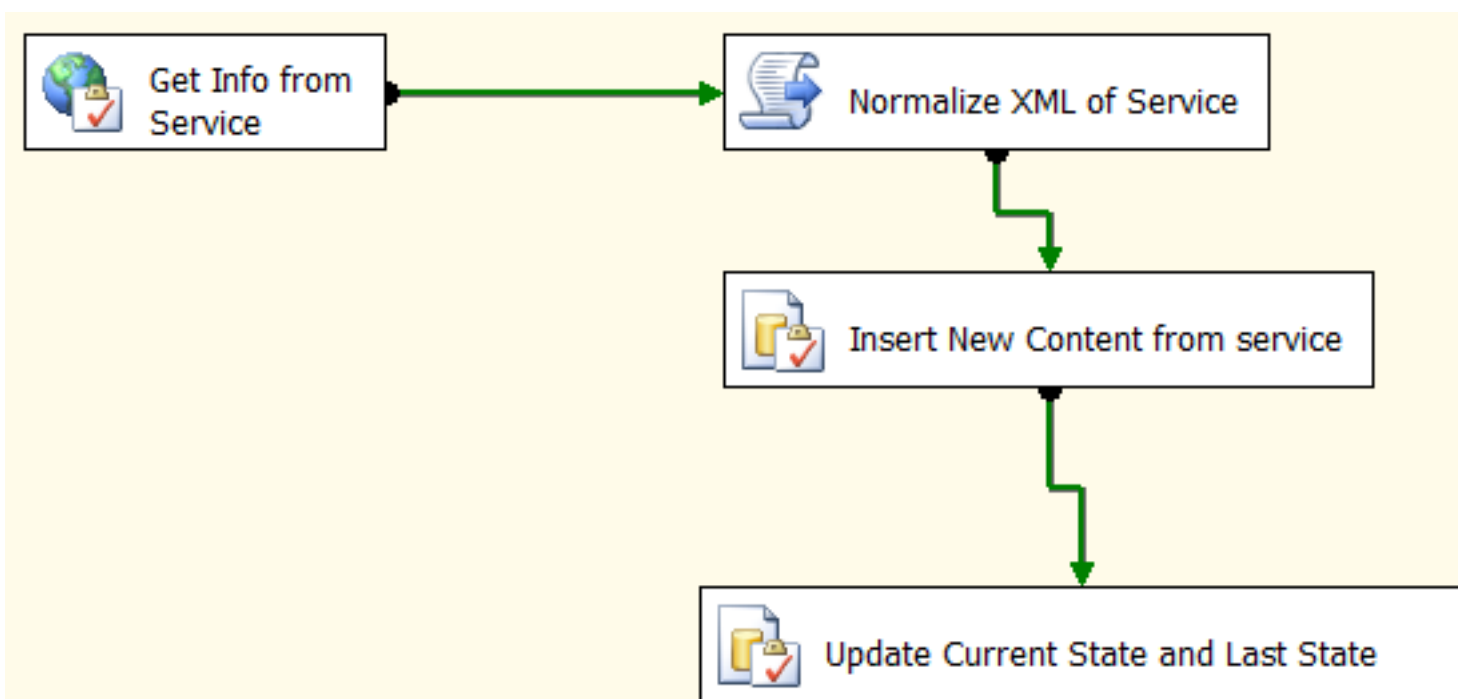 Get Info from
Service
Normalize XML of Service
Insert New Content from service
Update Current State and Last State